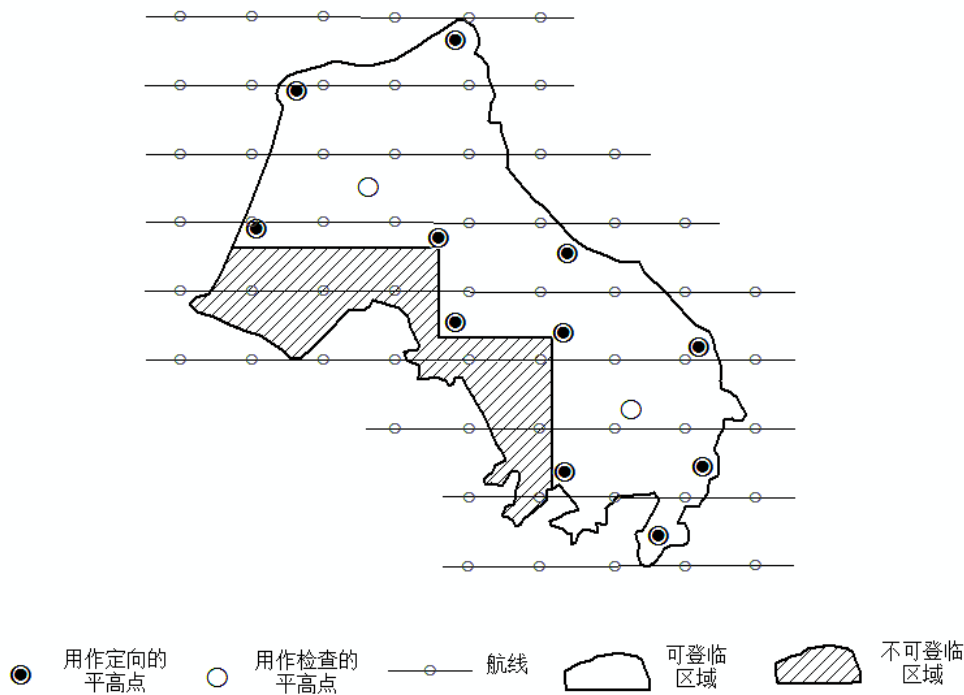 用作定向的
平高点
用作检查的
平高点
航线
可登临
区域
不可登临
区域